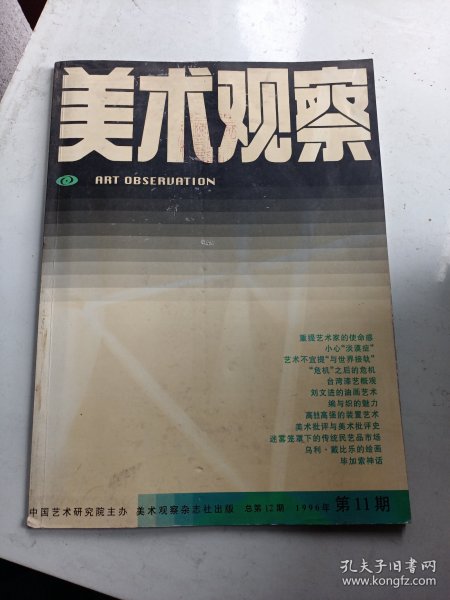 美术观察
ART OBSERVATION
重提艺术家的使命感
小心“淡漠症”
艺术不宜提“与世界接轨”
“危机”之后的危机
台湾漆艺概观
刘文进的油画艺术
编与织的魅力
高胜高强的装置艺术
美术批评与美术批评史
迷雾笼罩下的传统民艺品市场
乌利·戴比乐的绘画
毕加索神话
中国艺术研究院主办 美术观察杂志社出版 总第12期 1996年 第11期
孔夫子旧书网
kongfz.com